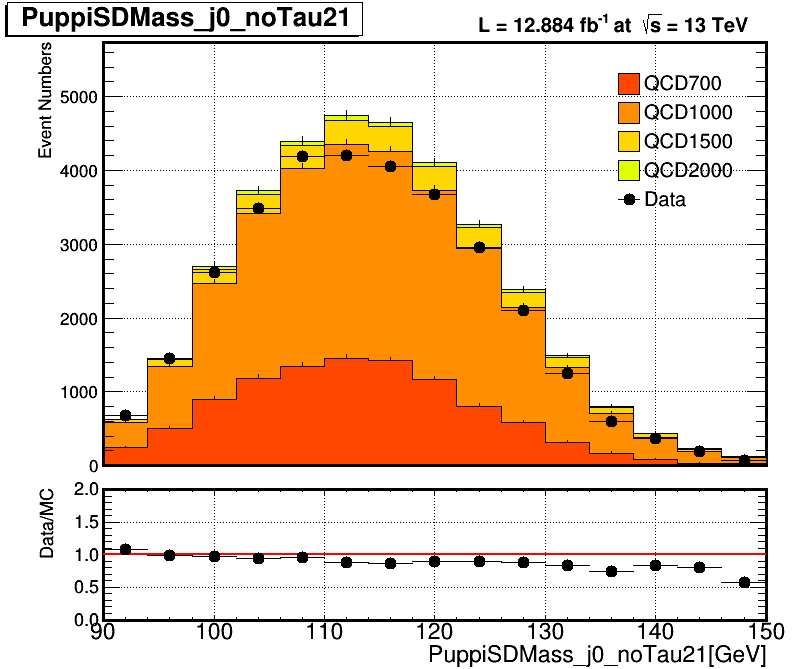 PuppiSDMass_j0_noTau21
L = 12.884 fb⁻¹ at √s = 13 TeV
Event Numbers
5000
4000
3000
2000
1000
0
QCD700
QCD1000
QCD1500
QCD2000
Data
Data/MC
2.0
1.5
1.0
0.5
0.0
90 100 110 120 130 140 150
PuppiSDMass_j0_noTau21[GeV]